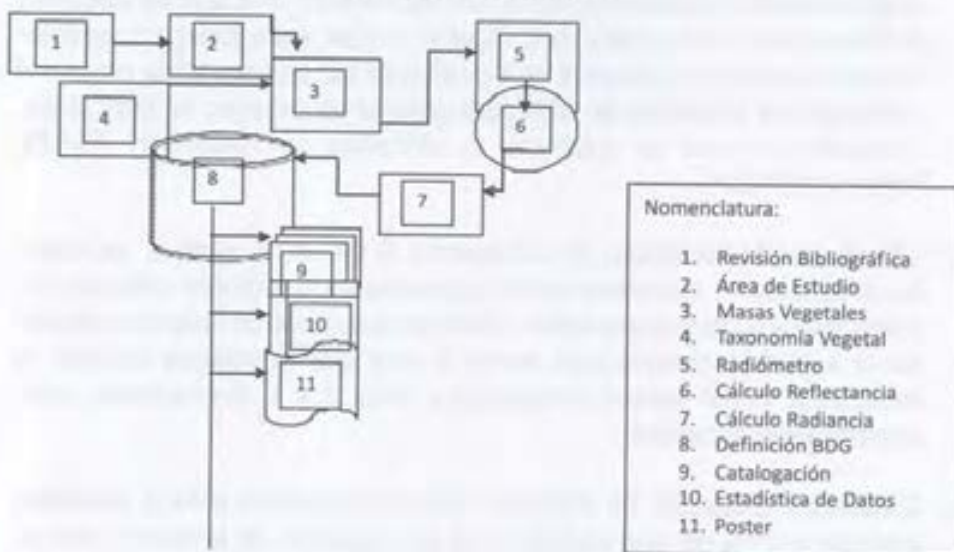 1
2
3
4
5
6
7
8
9
10
11
Nomenclatura:
1. Revisión Bibliográfica
2. Área de Estudio
3. Masas Vegetales
4. Taxonomía Vegetal
5. Radiómetro
6. Cálculo Reflectancia
7. Cálculo Radiancia
8. Definición BDG
9. Catalogación
10. Estadística de Datos
11. Poster